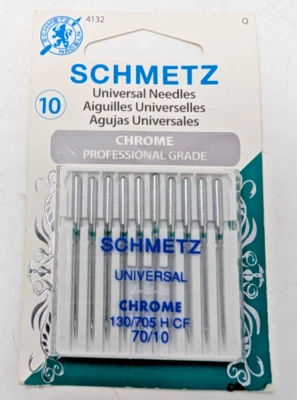 4132
Q
NADELN
SCHMETZ
10
Universal Needles
Aiguilles Universelles
Agujas Universales
CHROME
PROFESSIONAL GRADE
SCHMETZ
UNIVERSAL
CHROME
130/705 H CF
70/10